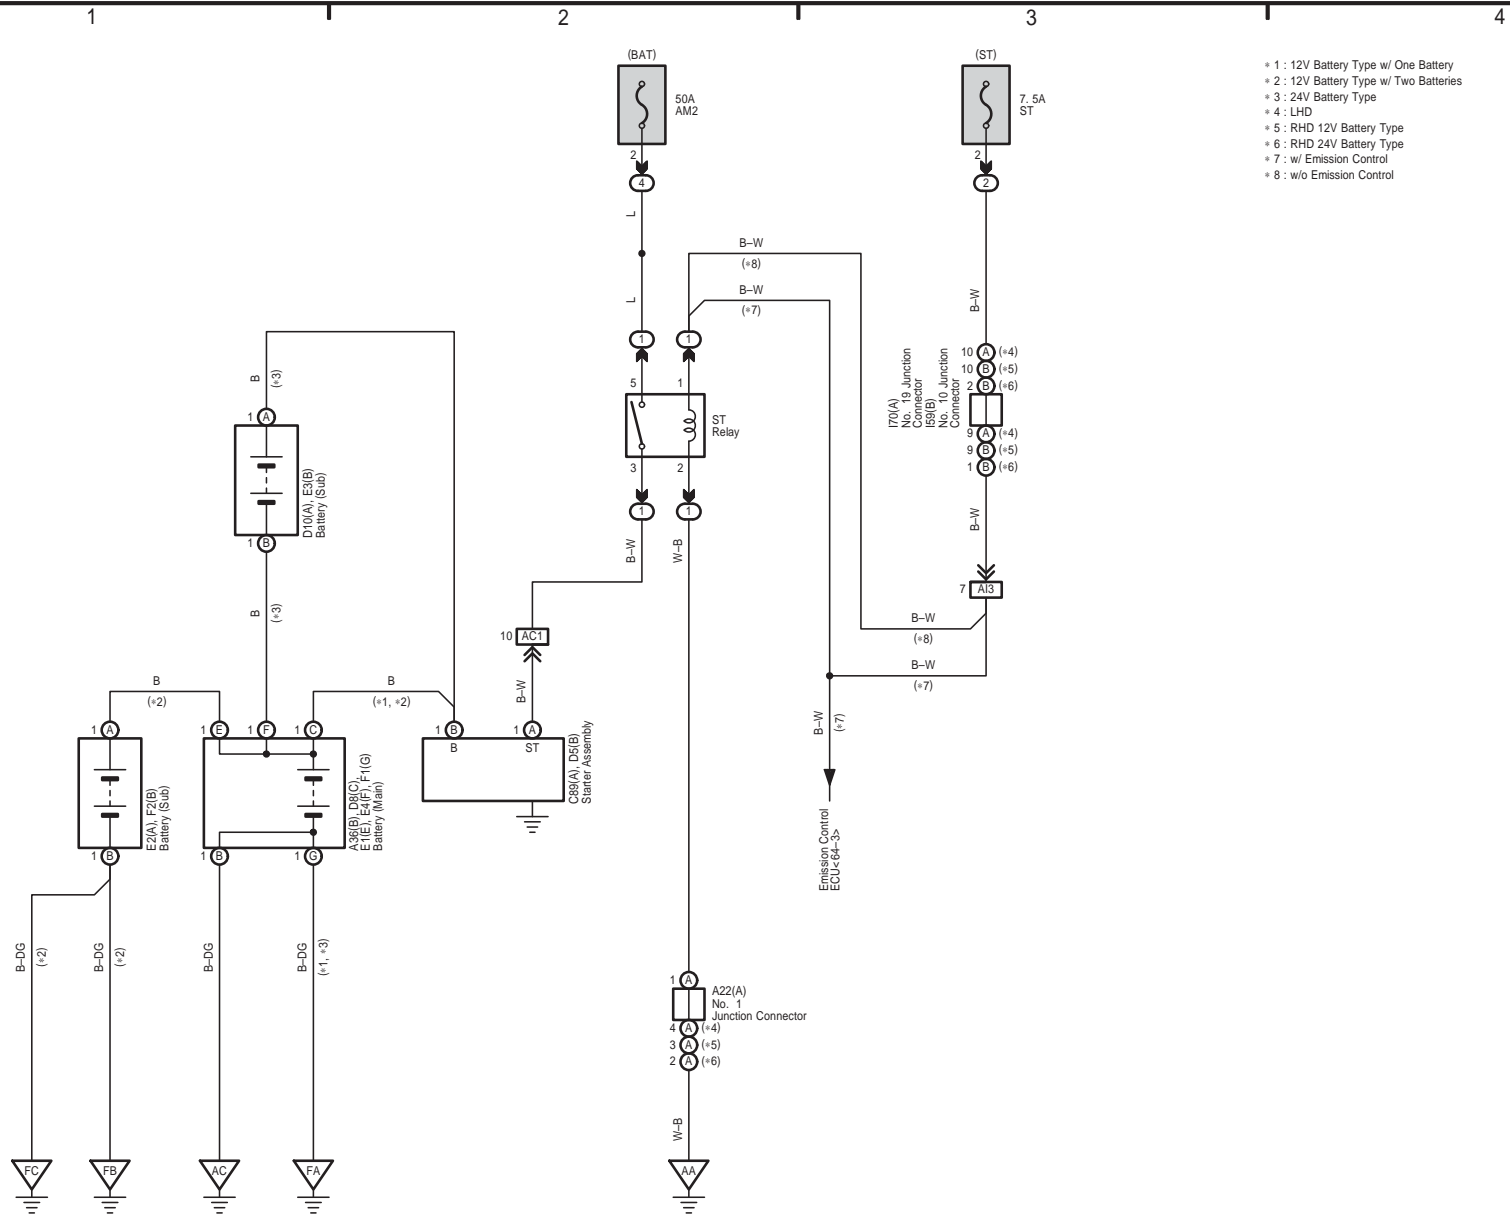 1
2
3
4
(BAT)
50A
AM2
2
4
L
L
1
1
(ST)
7. 5A
ST
2
2
* 1 : 12V Battery Type w/ One Battery
* 2 : 12V Battery Type w/ Two Batteries
* 3 : 24V Battery Type
* 4 : LHD
* 5 : RHD 12V Battery Type
* 6 : RHD 24V Battery Type
* 7 : w/ Emission Control
* 8 : w/o Emission Control
B–W
(*8)
B–W
(*7)
B–W
10 A (*4)
10 B (*5)
2 B (*6)
I70(A)
No. 19 Junction
Connector
I59(B)
No. 10 Junction
Connector
9 A (*4)
9 B (*5)
1 B (*6)
B–W
7 AI3
B–W
(*8)
B–W
(*7)
B–W
(*7)
Emission Control
ECU<64–3>
5
1
ST
Relay
3
2
1
1
B–W
W–B
10 AC1
B–W
B
(*3)
1 A
D10(A), E3(B)
Battery (Sub)
1 B
B
(*3)
B
(*2)
B
(*1, *2)
1 A
E2(A), F2(B)
Battery (Sub)
1 B
1 E
1 F
1 C
A36(B), D8(C),
E1(E), E4(F), F1(G)
Battery (Main)
1 B
1 G
1 B
B
1 A
ST
C89(A), D5(B)
Starter Assembly
B–DG
(*2)
B–DG
(*2)
B–DG
B–DG
(*1, *3)
1 A
A22(A)
No. 1
Junction Connector
4 A (*4)
3 A (*5)
2 A (*6)
W–B
FC
FB
AC
FA
AA